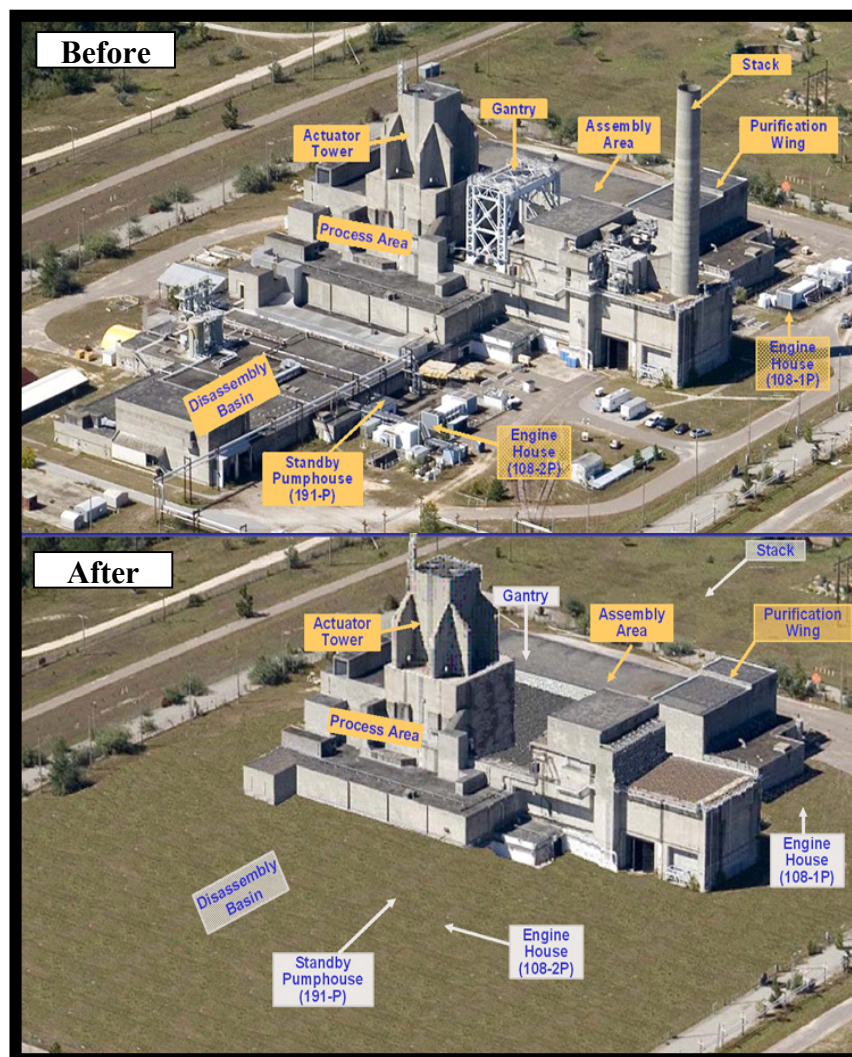 Before
Stack
Gantry
Actuator
Tower
Assembly
Area
Purification
Wing
Process Area
Engine
House
(108-1P)
Disassembly
Basin
Engine
House
(108-2P)
Standby
Pumphouse
(191-P)
After
Stack
Gantry
Actuator
Tower
Assembly
Area
Purification
Wing
Process Area
Engine
House
(108-1P)
Disassembly
Basin
Engine
House
(108-2P)
Standby
Pumphouse
(191-P)